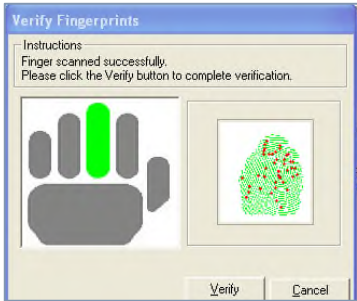 Verify Fingerprints
Instructions
Finger scanned successfully.
Please click the Verify button to complete verification.
Verify
Cancel